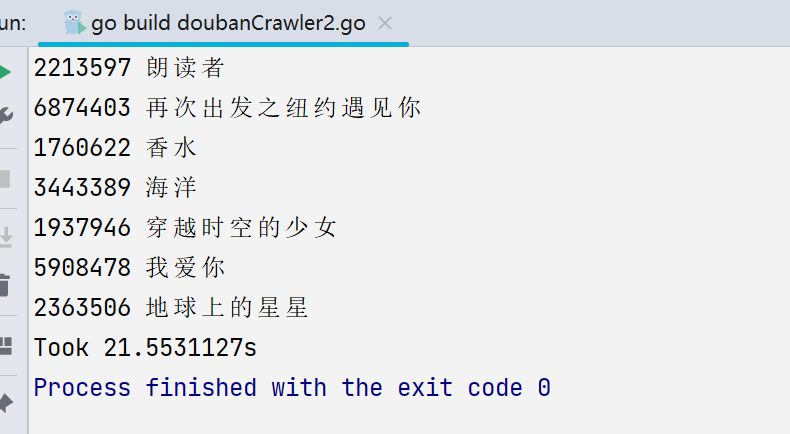 un: go build doubanCrawler2.go
2213597 朗读者
6874403 再次出发之纽约遇见你
1760622 香水
3443389 海洋
1937946 穿越时空的少女
5908478 我爱你
2363506 地球上的星星
Took 21.5531127s
Process finished with the exit code 0